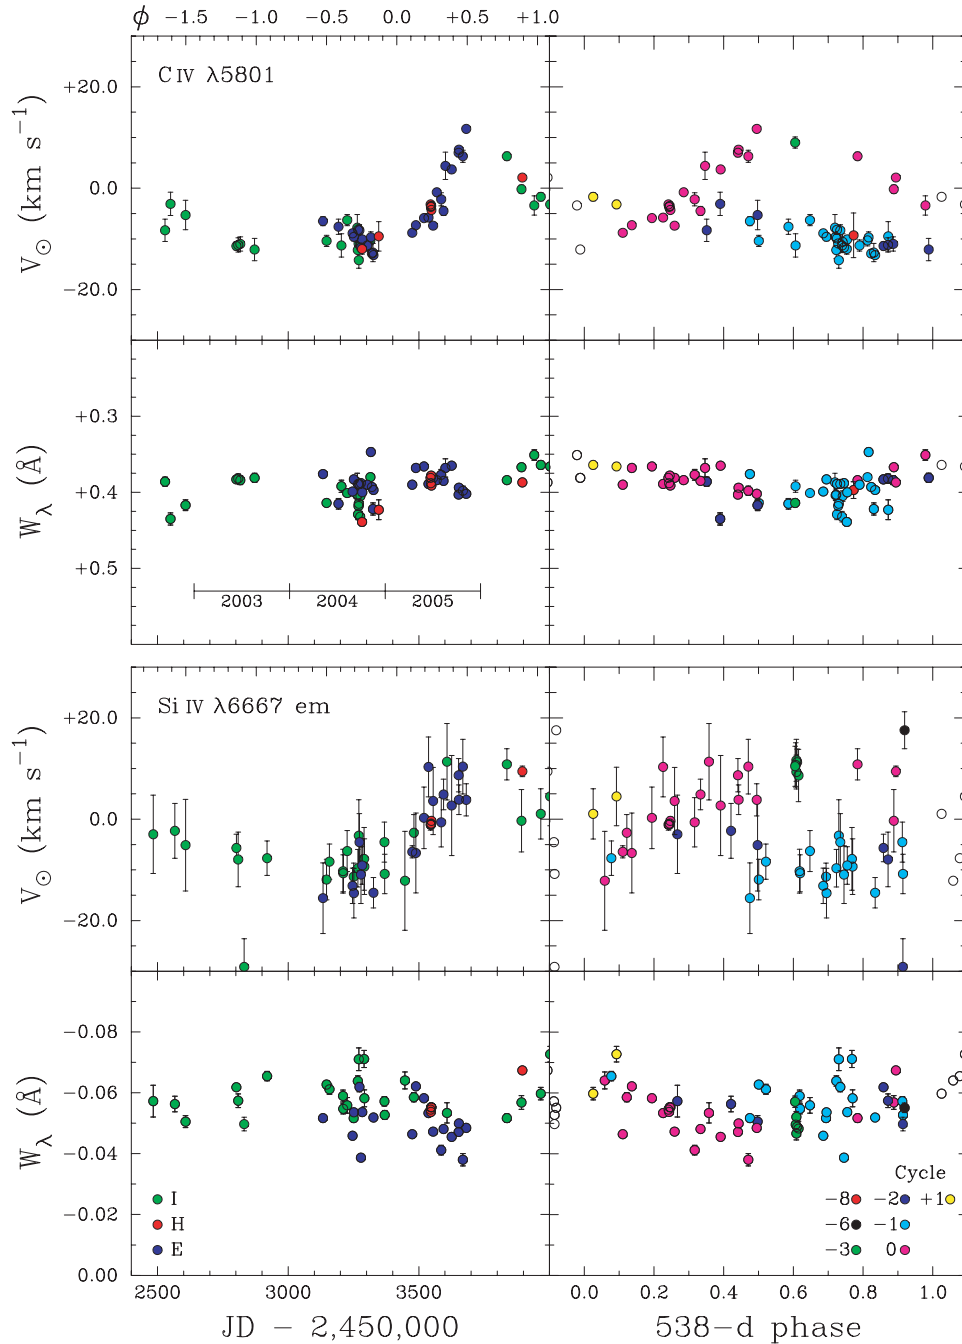 ϕ −1.5 −1.0 −0.5 0.0 +0.5 +1.0
C IV λ5801
V⊙ (km s−1)
+20.0
0.0
−20.0
Wλ (Å)
+0.3
+0.4
+0.5
2003 2004 2005
Si IV λ6667 em
V⊙ (km s−1)
+20.0
0.0
−20.0
Wλ (Å)
−0.08
−0.06
−0.04
−0.02
0.00
I
H
E
Cycle
−8 −2 +1
−6 −1
−3 0
2500 3000 3500 0.0 0.2 0.4 0.6 0.8 1.0
JD − 2,450,000 538−d phase